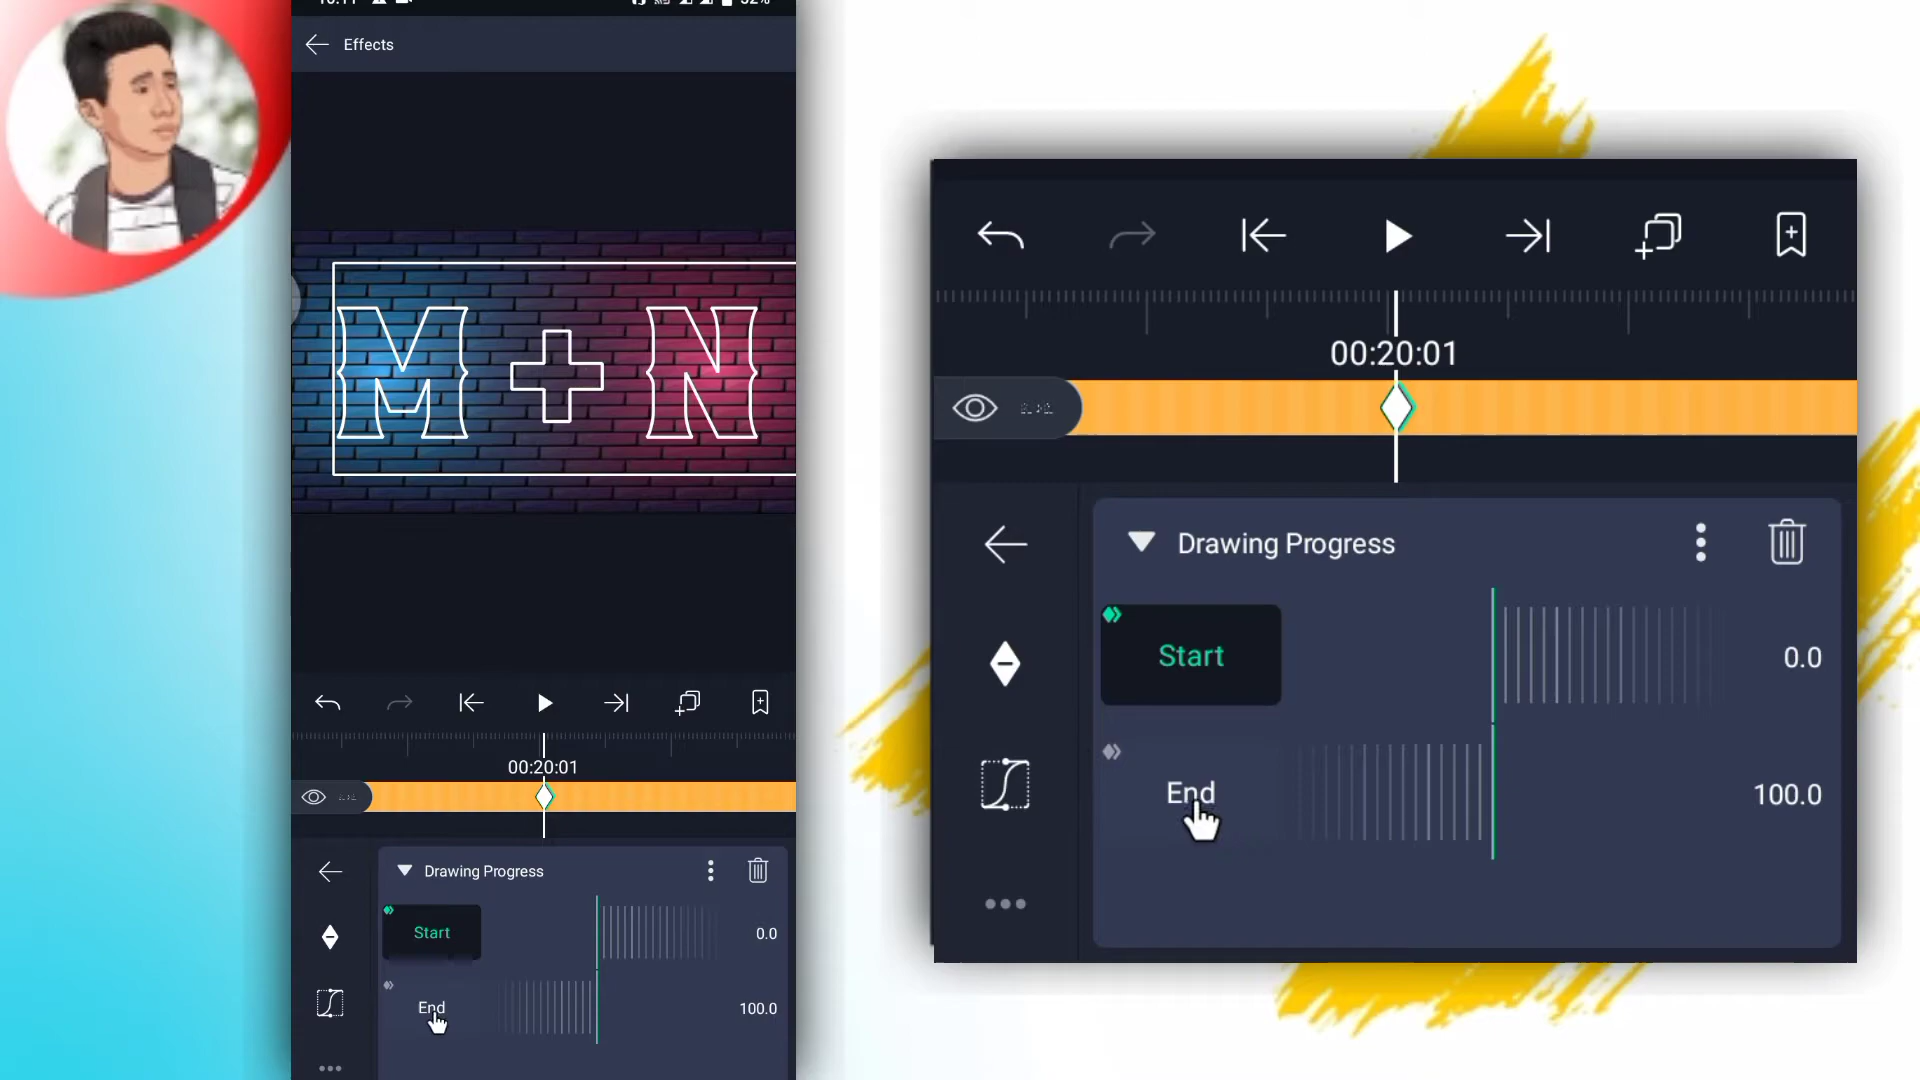 Effects
M + N
00:20:01
Drawing Progress
Start
0.0
End
100.0
00:20:01
Drawing Progress
Start
0.0
End
100.0